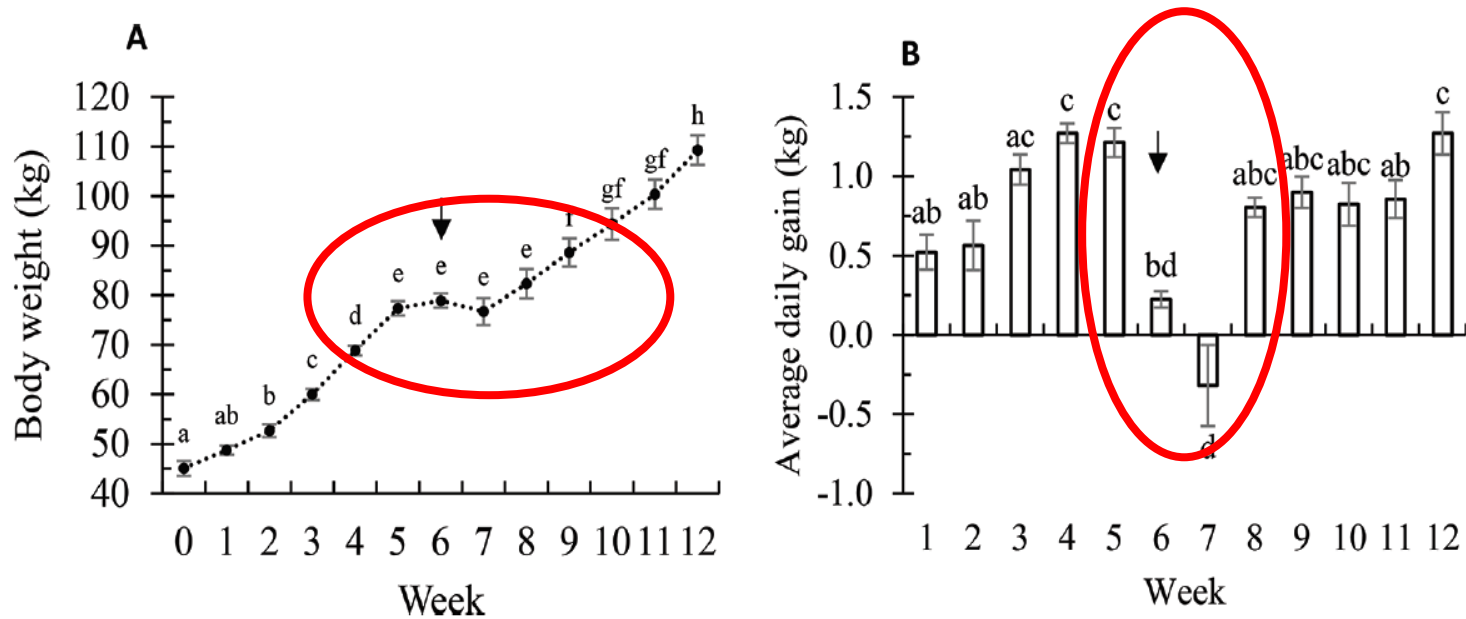 A
Body weight (kg)
120
110
100
90
80
70
60
50
40
a
ab
b
c
d
e
e
e
e
gf
gf
h
0 1 2 3 4 5 6 7 8 9 10 11 12
Week
B
Average daily gain (kg)
1.5
1.0
0.5
0.0
-0.5
-1.0
ab
ab
ac
c
c
bd
d
abc
abc
abc
ab
c
1 2 3 4 5 6 7 8 9 10 11 12
Week